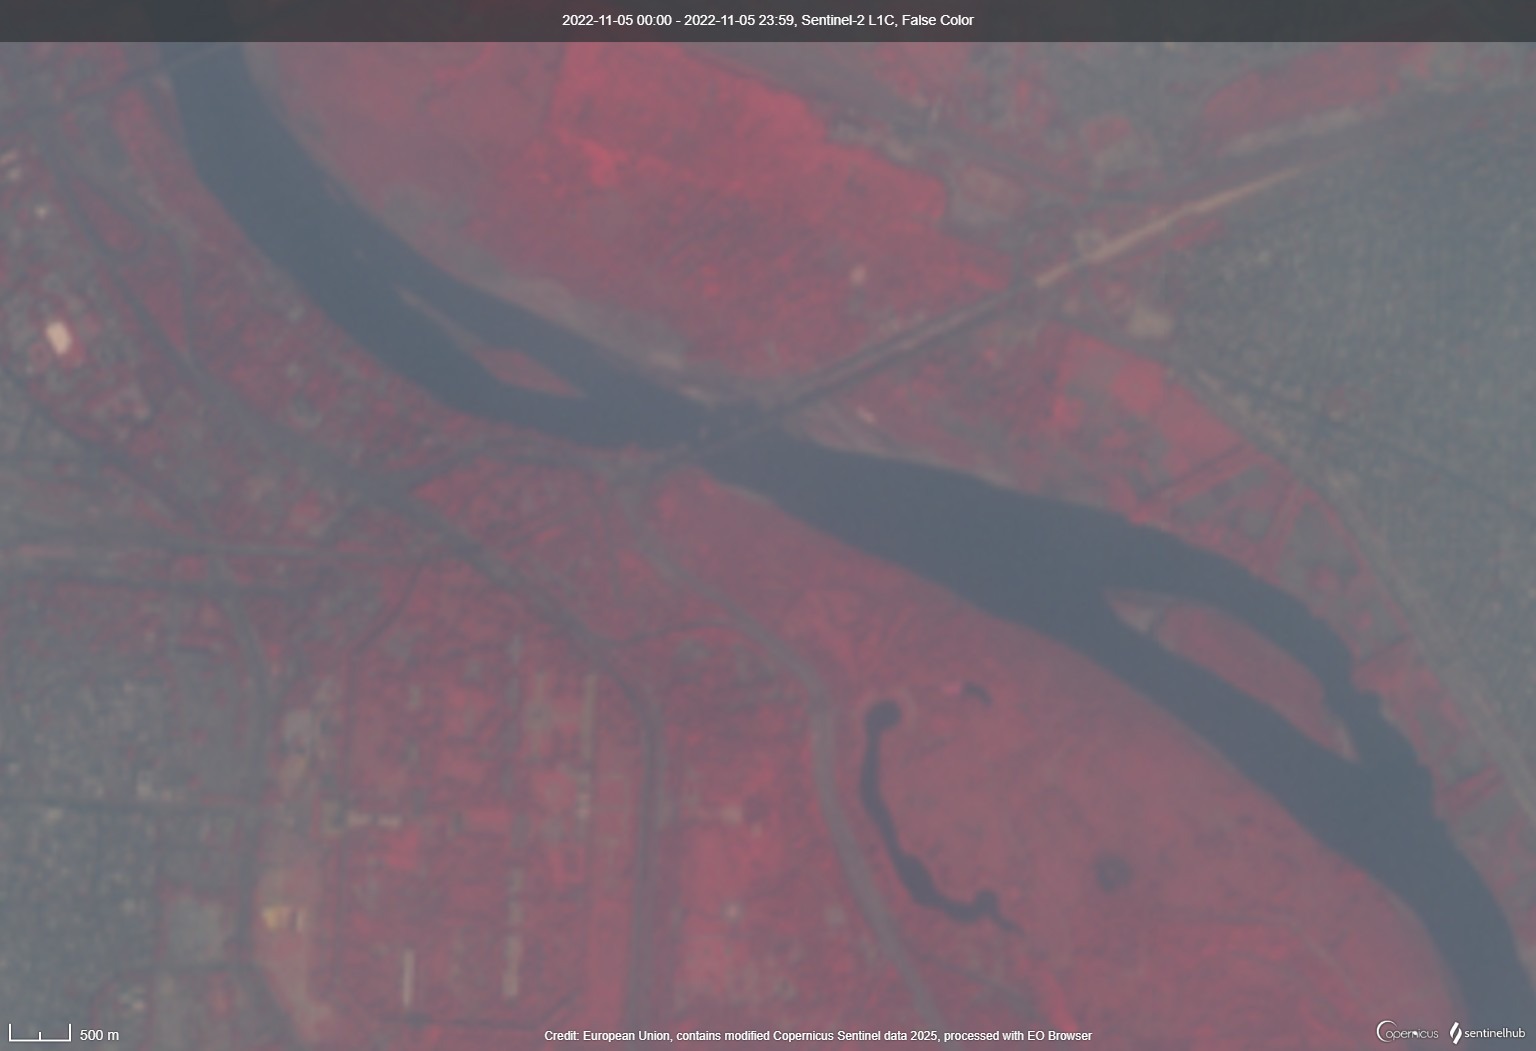 2022-11-05 00:00 - 2022-11-05 23:59, Sentinel-2 L1C, False Color
500 m
Credit: European Union, contains modified Copernicus Sentinel data 2025, processed with EO Browser
opernicus
sentinelhub